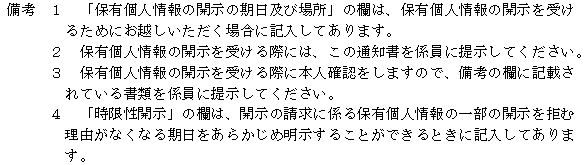 備考　１　「保有個人情報の開示の期日及び場所」の欄は、保有個人情報の開示を受け
るためにお越しいただく場合に記入してあります。
２　保有個人情報の開示を受ける際には、この通知書を係員に提示してください。
３　保有個人情報の開示を受ける際に本人確認をしますので、備考の欄に記載さ
れている書類を係員に提示してください。
４　「時限性開示」の欄は、開示の請求に係る保有個人情報の一部の開示を拒む
理由がなくなる期日をあらかじめ明示することができるときに記入してありま
す。